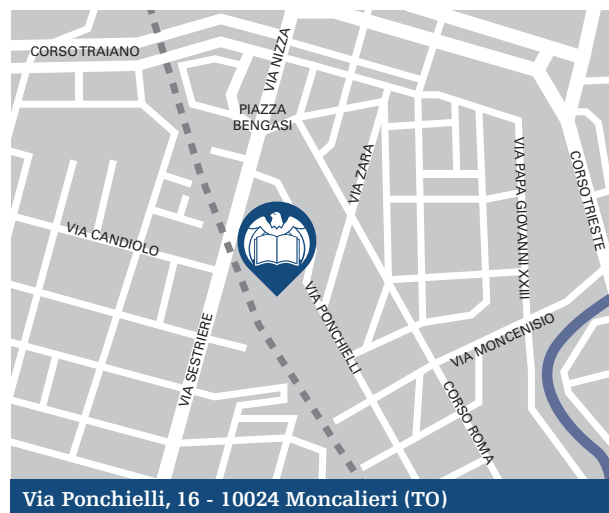 CORSO TRAIANO
VIA NIZZA
PIAZZA
BENGASI
VIA ZARA
VIA PAPA GIOVANNI XXIII
CORSO TRIESTE
VIA CANDIOLO
VIA PONCHIELLI
VIA MONCENISIO
VIA SESTRIERE
CORSO ROMA
Via Ponchielli, 16 - 10024 Moncalieri (TO)